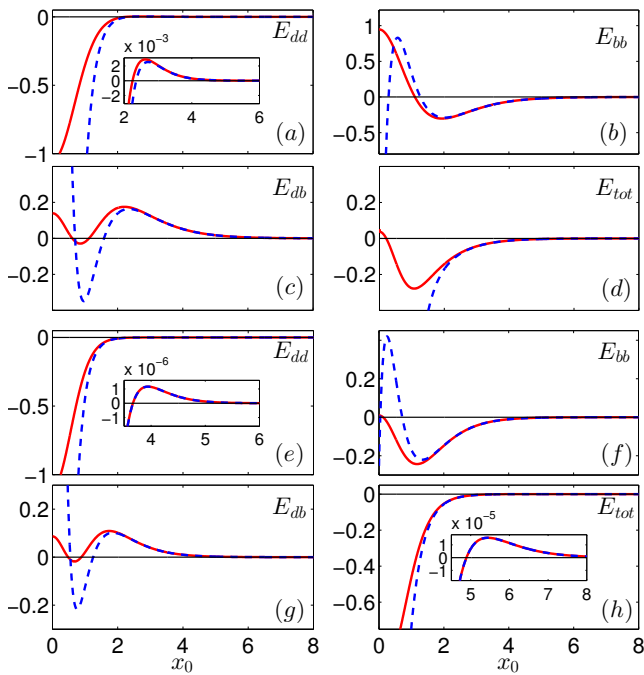 0
−0.5
−1
x 10⁻³
2
0
−2
2 4 6
E_dd
(a)
1
0.5
0
−0.5
E_bb
(b)
0.2
0
−0.2
E_db
(c)
0.2
0
−0.2
E_tot
(d)
0
−0.5
−1
x 10⁻⁶
1
0
−1
4 5 6
E_dd
(e)
0.2
0
−0.2
E_bb
(f)
0.2
0
−0.2
0 2 4 6 8
x_0
E_db
(g)
0
−0.2
−0.4
−0.6
x 10⁻⁵
1
0
−1
5 6 7 8
0 2 4 6 8
x_0
E_tot
(h)